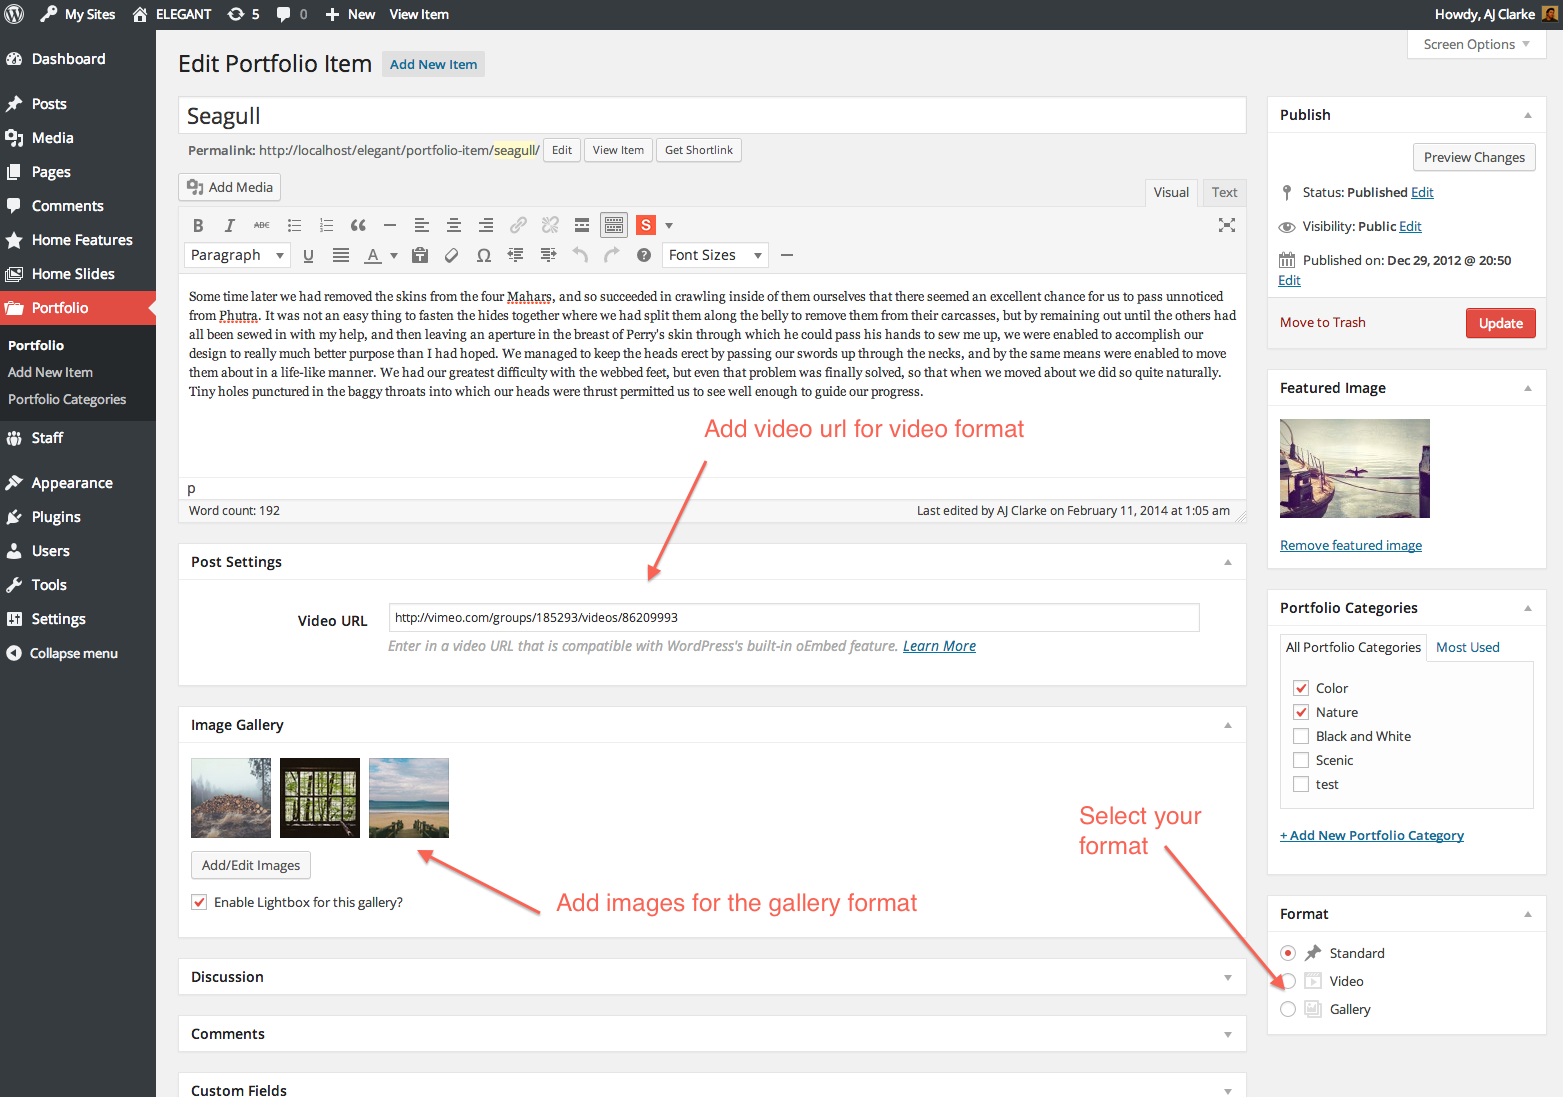 My Sites ELEGANT 5 0 New View Item Howdy, AJ Clarke
Screen Options
Dashboard
Posts
Media
Pages
Comments
Home Features
Home Slides
Portfolio
Portfolio
Add New Item
Portfolio Categories
Staff
Appearance
Plugins
Users
Tools
Settings
Collapse menu
Edit Portfolio Item Add New Item
Seagull
Permalink: http://localhost/elegant/portfolio-item/seagull/ Edit View Item Get Shortlink
Add Media Visual Text
B I ABC S
Paragraph U A Ω ? Font Sizes
Some time later we had removed the skins from the four Mahars, and so succeeded in crawling inside of them ourselves that there seemed an excellent chance for us to pass unnoticed
from Phutra. It was not an easy thing to fasten the hides together where we had split them along the belly to remove them from their carcasses, but by remaining out until the others had
all been sewed in with my help, and then leaving an aperture in the breast of Perry's skin through which he could pass his hands to sew me up, we were enabled to accomplish our
design to really much better purpose than I had hoped. We managed to keep the heads erect by passing our swords up through the necks, and by the same means were enabled to move
them about in a life-like manner. We had our greatest difficulty with the webbed feet, but even that problem was finally solved, so that when we moved about we did so quite naturally.
Tiny holes punctured in the baggy throats into which our heads were thrust permitted us to see well enough to guide our progress.
Add video url for video format
p
Word count: 192 Last edited by AJ Clarke on February 11, 2014 at 1:05 am
Post Settings
Video URL http://vimeo.com/groups/185293/videos/86209993
Enter in a video URL that is compatible with WordPress's built-in oEmbed feature. Learn More
Image Gallery
Add/Edit Images
Enable Lightbox for this gallery?
Add images for the gallery format
Discussion
Comments
Custom Fields
Publish
Preview Changes
Status: Published Edit
Visibility: Public Edit
Published on: Dec 29, 2012 @ 20:50
Edit
Move to Trash Update
Featured Image
Remove featured image
Portfolio Categories
All Portfolio Categories Most Used
Color
Nature
Black and White
Scenic
test
+ Add New Portfolio Category
Select your
format
Format
Standard
Video
Gallery